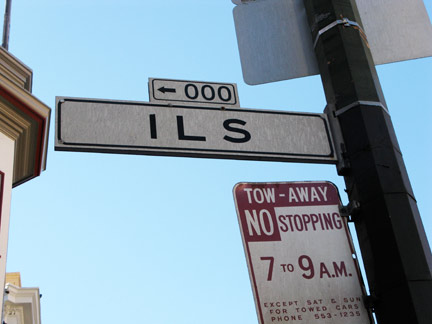 ← 000
ILS
TOW-AWAY
NO STOPPING
7 TO 9 A.M.
EXCEPT SAT & SUN
FOR TOWED CARS
PHONE 553-1235